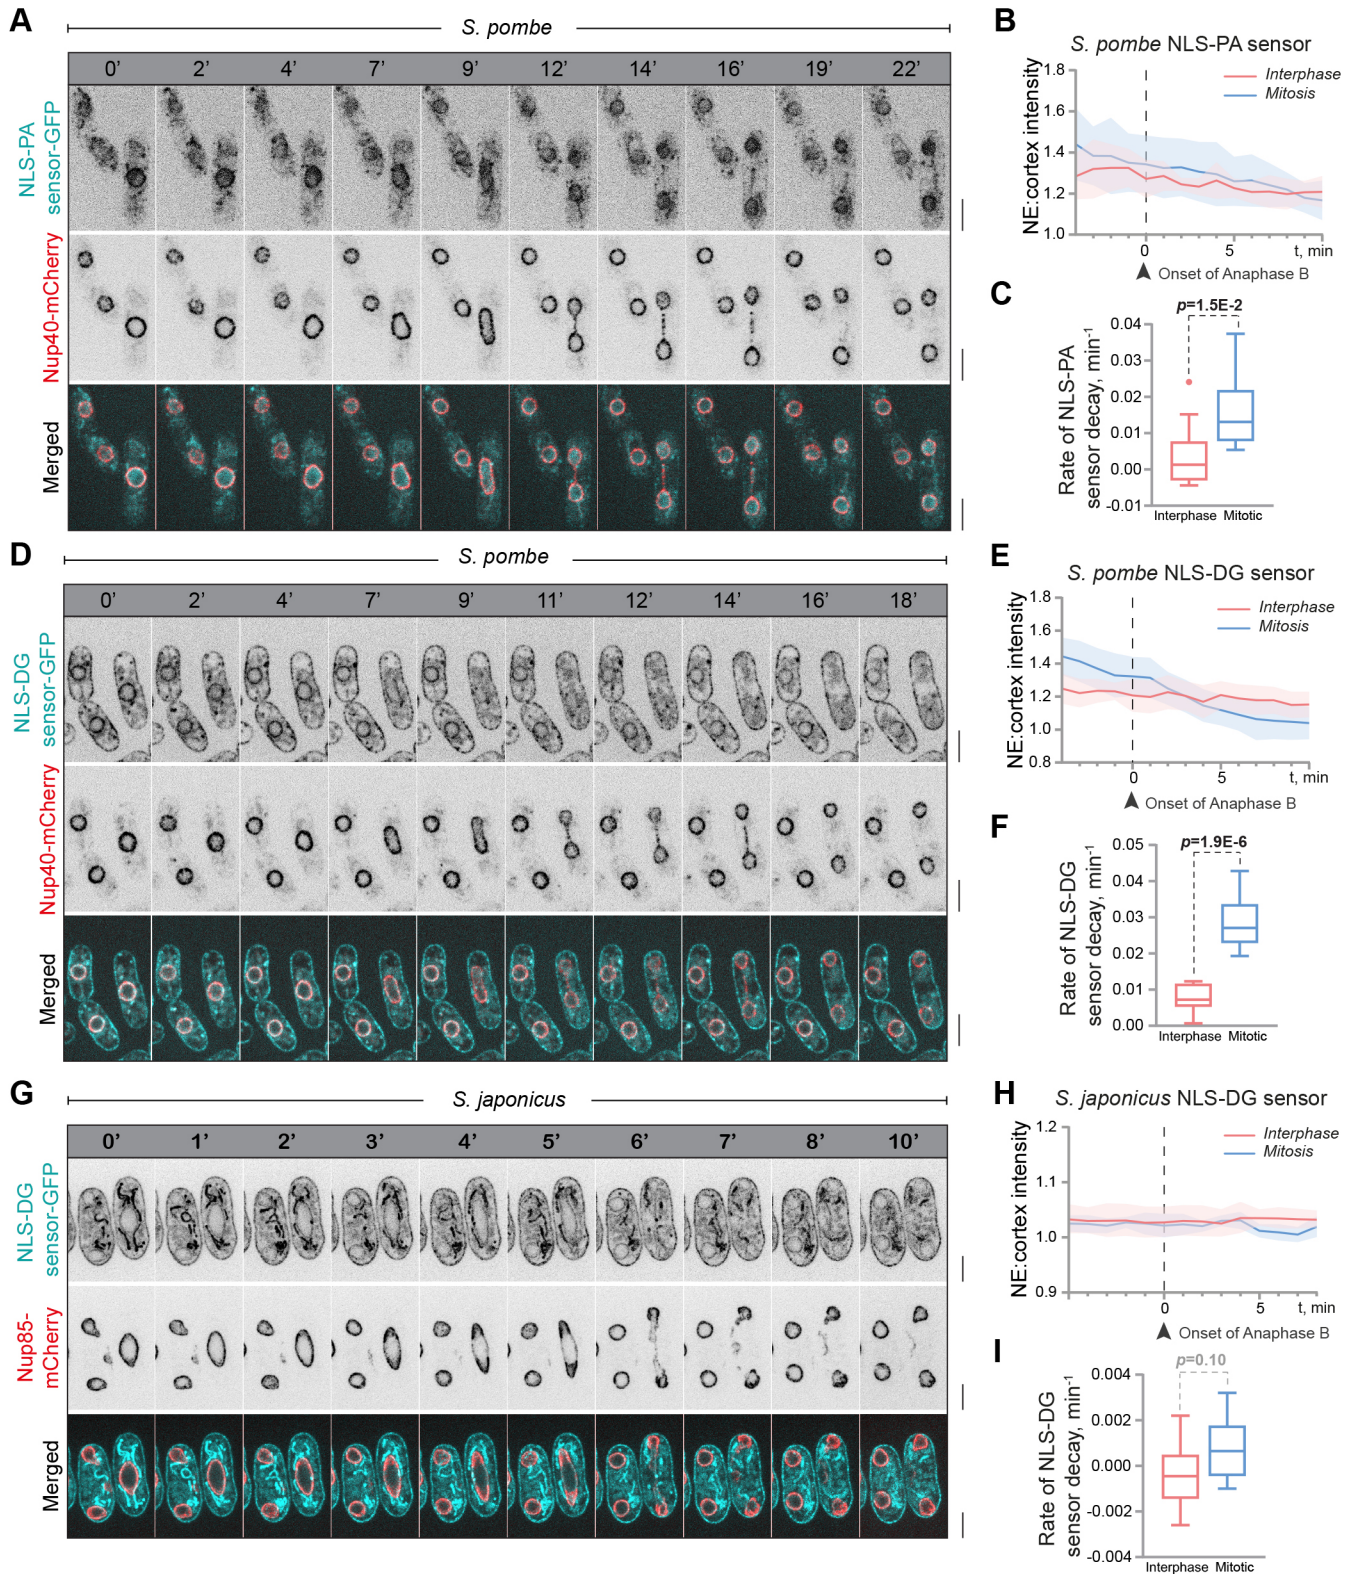 A
S. pombe
0’ 2’ 4’ 7’ 9’ 12’ 14’ 16’ 19’ 22’
NLS-PA
sensor-GFP
Nup40-mCherry
Merged
B
S. pombe NLS-PA sensor
NE:cortex intensity
1.8
1.6
1.4
1.2
1.0
Interphase
Mitosis
0 5 t, min
Onset of Anaphase B
C
p=1.5E-2
Rate of NLS-PA
sensor decay, min-1
0.04
0.03
0.02
0.01
0.00
-0.01
Interphase Mitotic
D
S. pombe
0’ 2’ 4’ 7’ 9’ 11’ 12’ 14’ 16’ 18’
NLS-DG
sensor-GFP
Nup40-mCherry
Merged
E
S. pombe NLS-DG sensor
NE:cortex intensity
1.8
1.6
1.4
1.2
1.0
0.8
Interphase
Mitosis
0 5 t, min
Onset of Anaphase B
F
p=1.9E-6
Rate of NLS-DG
sensor decay, min-1
0.05
0.04
0.03
0.02
0.01
0.00
Interphase Mitotic
G
S. japonicus
0’ 1’ 2’ 3’ 4’ 5’ 6’ 7’ 8’ 10’
NLS-DG
sensor-GFP
Nup85-
mCherry
Merged
H
S. japonicus NLS-DG sensor
NE:cortex intensity
1.2
1.1
1.0
0.9
Interphase
Mitosis
0 5 t, min
Onset of Anaphase B
I
p=0.10
Rate of NLS-DG
sensor decay, min-1
0.004
0.002
0.000
-0.002
-0.004
Interphase Mitotic